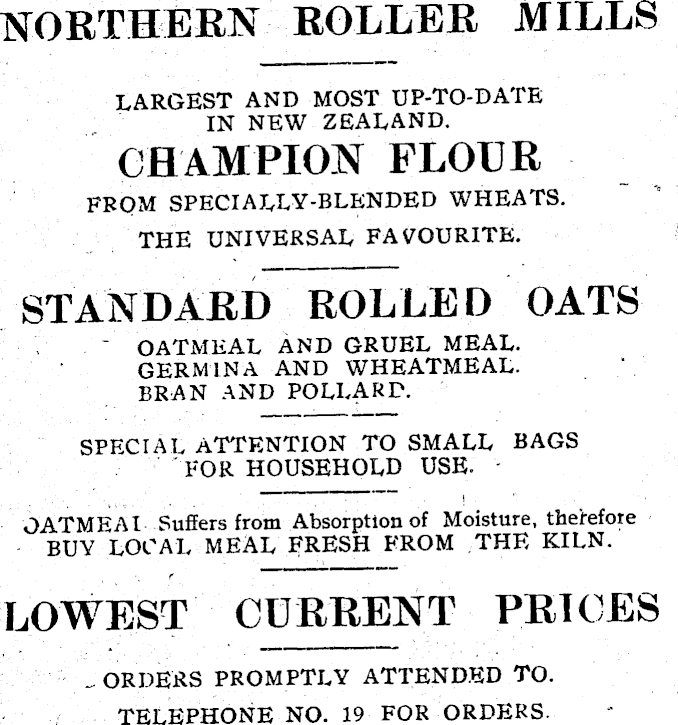 NORTHERN ROLLER MILLS
LARGEST AND MOST UP-TO-DATE
IN NEW ZEALAND.
CHAMPION FLOUR
FROM SPECIALLY-BLENDED WHEATS.
THE UNIVERSAL FAVOURITE.
STANDARD ROLLED OATS
OATMEAL AND GRUEL MEAL.
GERMINA AND WHEATMEAL.
BRAN AND POLLARD.
SPECIAL ATTENTION TO SMALL BAGS
FOR HOUSEHOLD USE.
OATMEAL Suffers from Absorption of Moisture, therefore
BUY LOCAL MEAL FRESH FROM THE KILN.
LOWEST CURRENT PRICES
ORDERS PROMPTLY ATTENDED TO.
TELEPHONE NO. 19 FOR ORDERS.